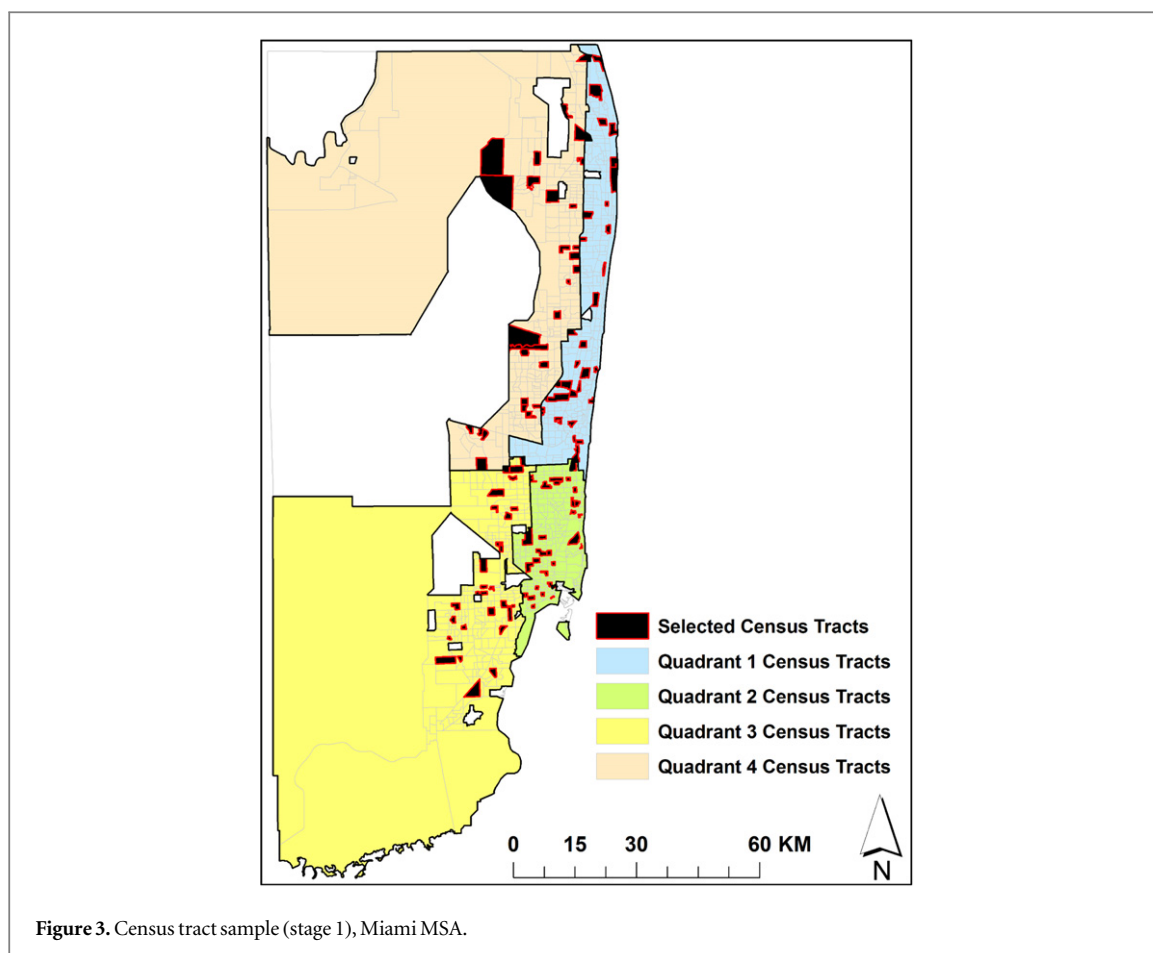 Selected Census Tracts
Quadrant 1 Census Tracts
Quadrant 2 Census Tracts
Quadrant 3 Census Tracts
Quadrant 4 Census Tracts
0 15 30 60 KM
N
Figure 3. Census tract sample (stage 1), Miami MSA.